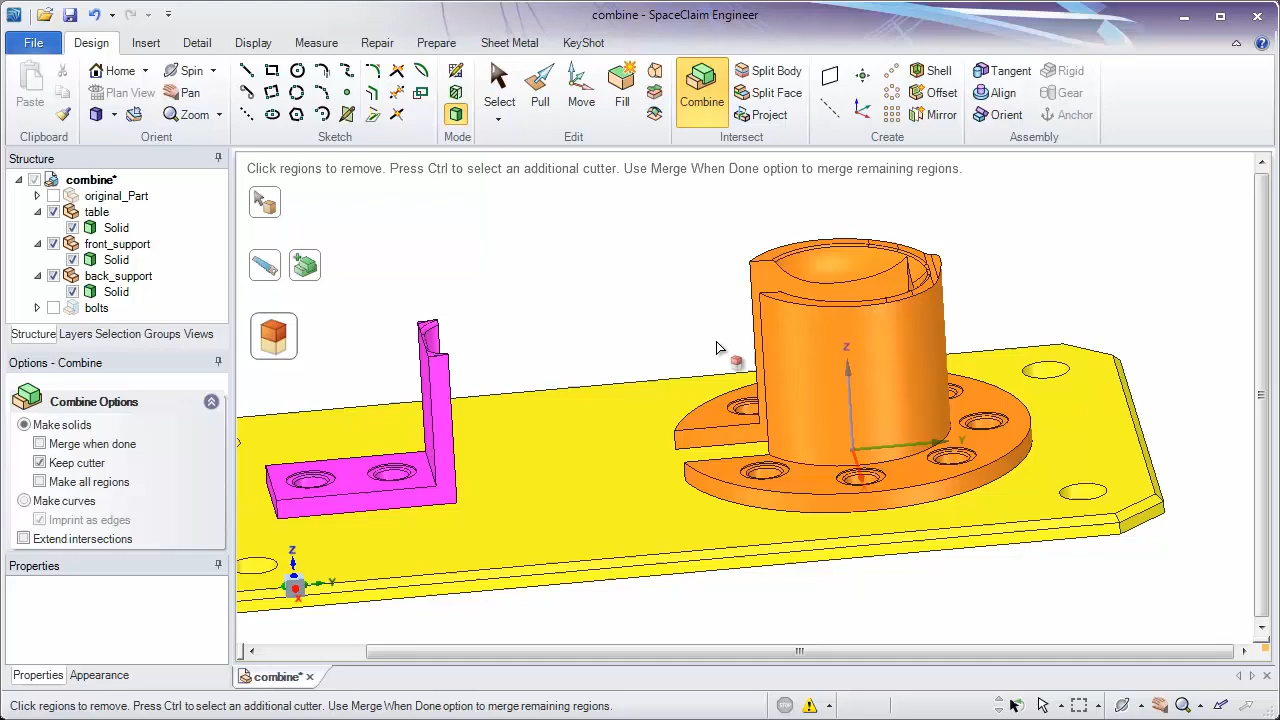 combine - SpaceClaim Engineer
File Design Insert Detail Display Measure Repair Prepare Sheet Metal KeyShot
Home Spin Split Body Shell Tangent Rigid
Plan View Pan Split Face Offset Align Gear
Paste Zoom Select Pull Move Fill Combine Project Mirror Orient Anchor
Clipboard Orient Sketch Mode Edit Intersect Create Assembly
Structure
combine*
original_Part
table
Solid
front_support
Solid
back_support
Solid
bolts
Structure Layers Selection Groups Views
Options - Combine
Combine Options
Make solids
Merge when done
Keep cutter
Make all regions
Make curves
Imprint as edges
Extend intersections
Properties
Properties Appearance
Click regions to remove. Press Ctrl to select an additional cutter. Use Merge When Done option to merge remaining regions.
Z
Y
Z
Y
X
combine*
Click regions to remove. Press Ctrl to select an additional cutter. Use Merge When Done option to merge remaining regions.
STOP